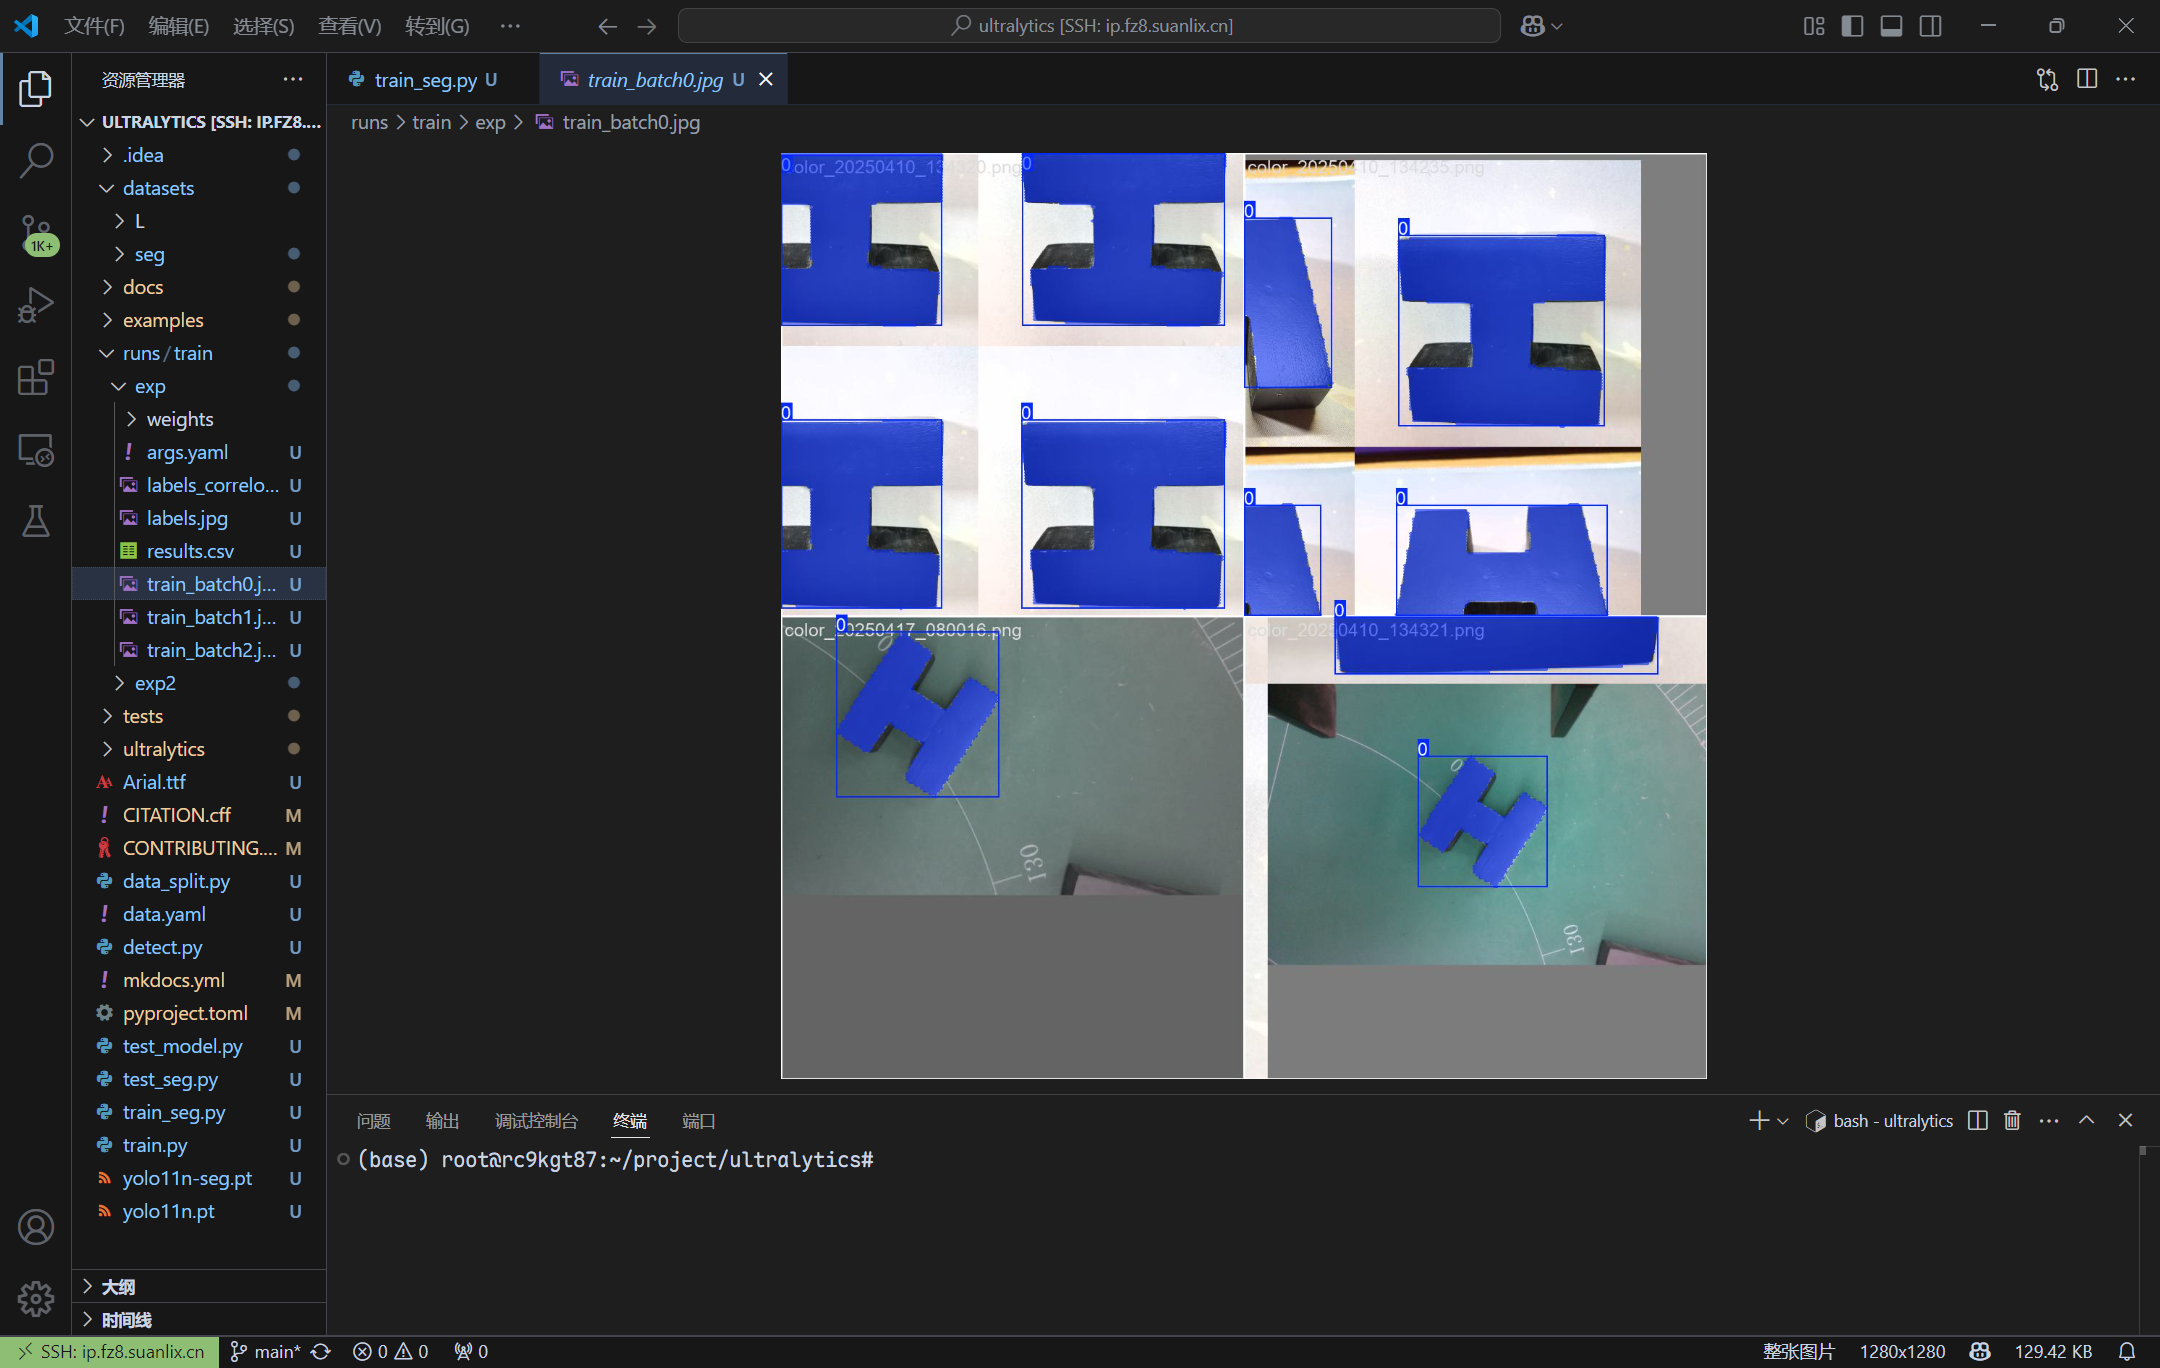 文件(F) 编辑(E) 选择(S) 查看(V) 转到(G) ···
ultralytics [SSH: ip.fz8.suanlix.cn]
资源管理器
train_seg.py U
train_batch0.jpg U
runs > train > exp > train_batch0.jpg
ULTRALYTICS [SSH: IP.FZ8....
.idea
datasets
L
seg
docs
examples
runs/train
exp
weights
args.yaml U
labels_correlo... U
labels.jpg U
results.csv U
train_batch0.j... U
train_batch1.j... U
train_batch2.j... U
exp2
tests
ultralytics
Arial.ttf U
CITATION.cff M
CONTRIBUTING.... M
data_split.py U
data.yaml U
detect.py U
mkdocs.yml M
pyproject.toml M
test_model.py U
test_seg.py U
train_seg.py U
train.py U
yolo11n-seg.pt U
yolo11n.pt U
大纲
时间线
1K+
0 color_20250410_134320.png 0
color_20250410_134235.png
0
0
0
0
0
0
color_20250417_080016.png
0
0
130
color_20250410_134321.png
0
0
0
130
问题 输出 调试控制台 终端 端口
bash - ultralytics
(base) root@rc9kgt87:~/project/ultralytics#
SSH: ip.fz8.suanlix.cn main* 0 0 0
整张图片 1280x1280 129.42 KB